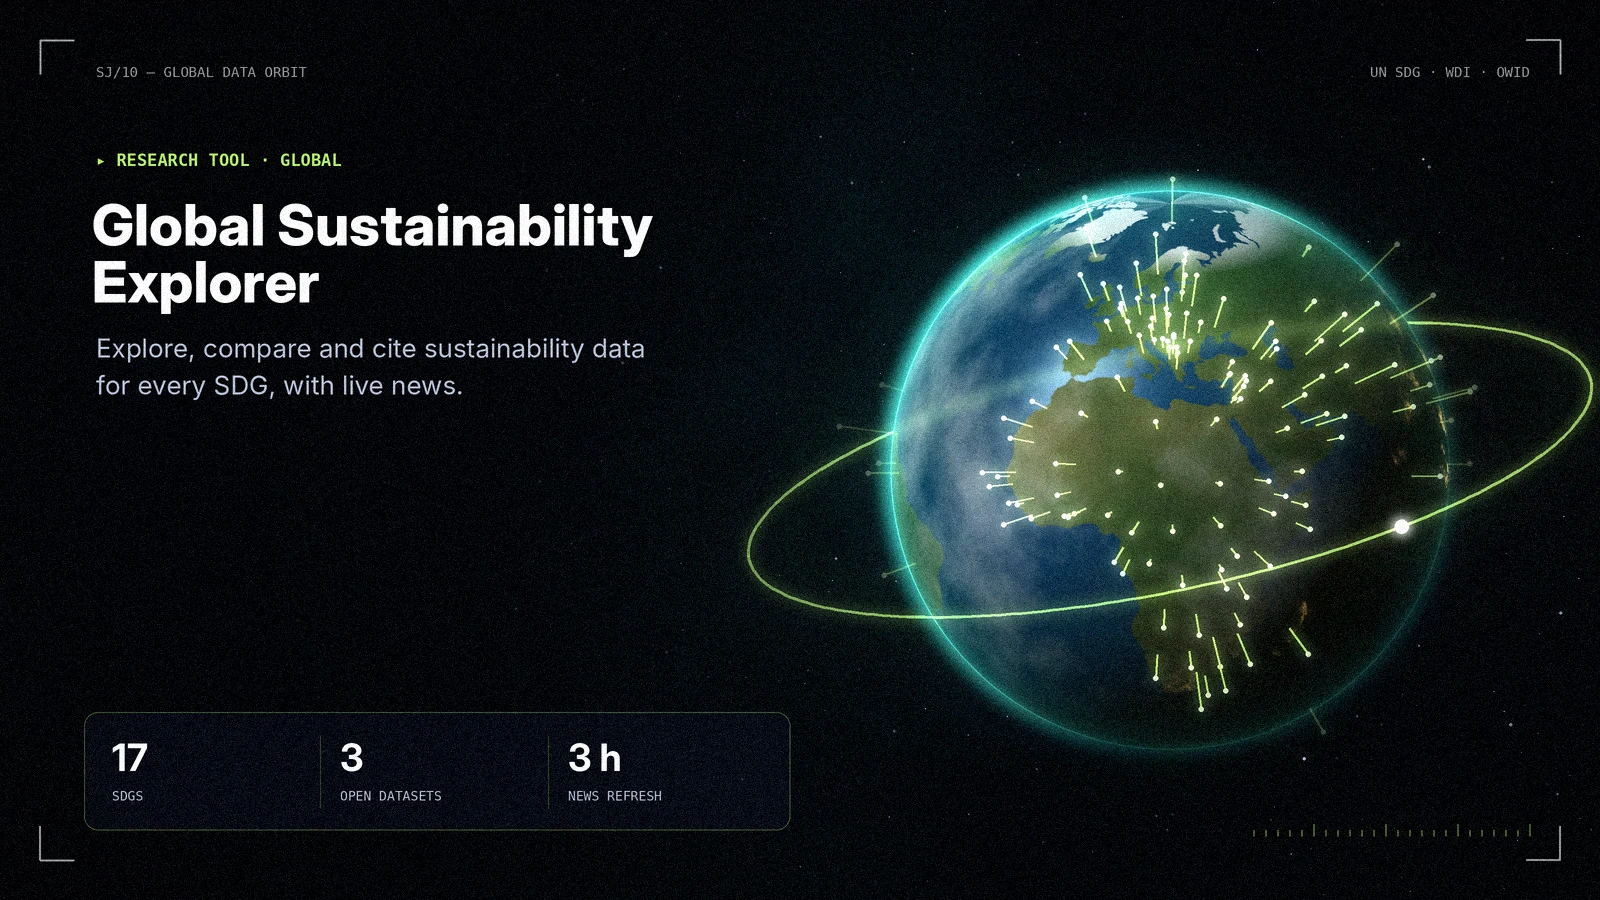 SJ/10 — GLOBAL DATA ORBIT
UN SDG · WDI · OWID
▸ RESEARCH TOOL · GLOBAL
Global Sustainability
Explorer
Explore, compare and cite sustainability data
for every SDG, with live news.
17
SDGS
3
OPEN DATASETS
3 h
NEWS REFRESH